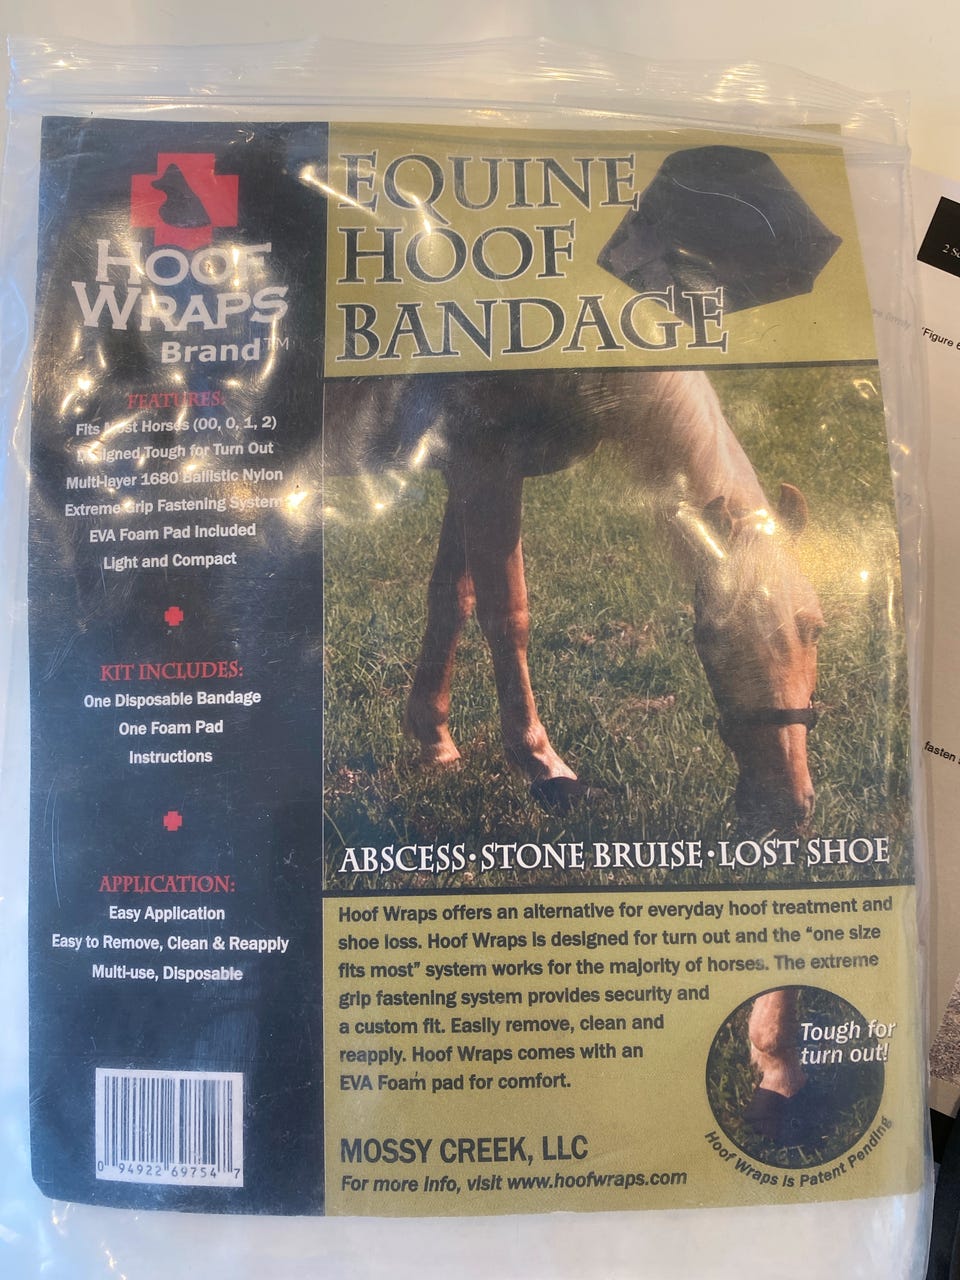 HOOF
WRAPS
Brand™
FEATURES:
Fits Most Horses (00, 0, 1, 2)
Designed Tough for Turn Out
Multi-layer 1680 Ballistic Nylon
Extreme Grip Fastening System
EVA Foam Pad Included
Light and Compact
KIT INCLUDES:
One Disposable Bandage
One Foam Pad
Instructions
APPLICATION:
Easy Application
Easy to Remove, Clean & Reapply
Multi-use, Disposable
0 94922 69754 7
EQUINE
HOOF
BANDAGE
ABSCESS·STONE BRUISE·LOST SHOE
Hoof Wraps offers an alternative for everyday hoof treatment and
shoe loss. Hoof Wraps is designed for turn out and the “one size
fits most” system works for the majority of horses. The extreme
grip fastening system provides security and
a custom fit. Easily remove, clean and
reapply. Hoof Wraps comes with an
EVA Foam pad for comfort.
Tough for
turn out!
Hoof Wraps is Patent Pending
MOSSY CREEK, LLC
For more info, visit www.hoofwraps.com
'Figure
fasten